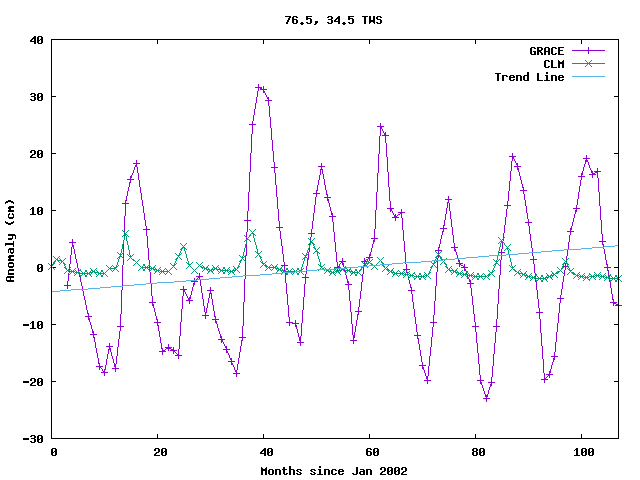 76.5, 34.5 TWS
GRACE
CLM
Trend Line
Anomaly (cm)
40
30
20
10
0
-10
-20
-30
0 20 40 60 80 100
Months since Jan 2002